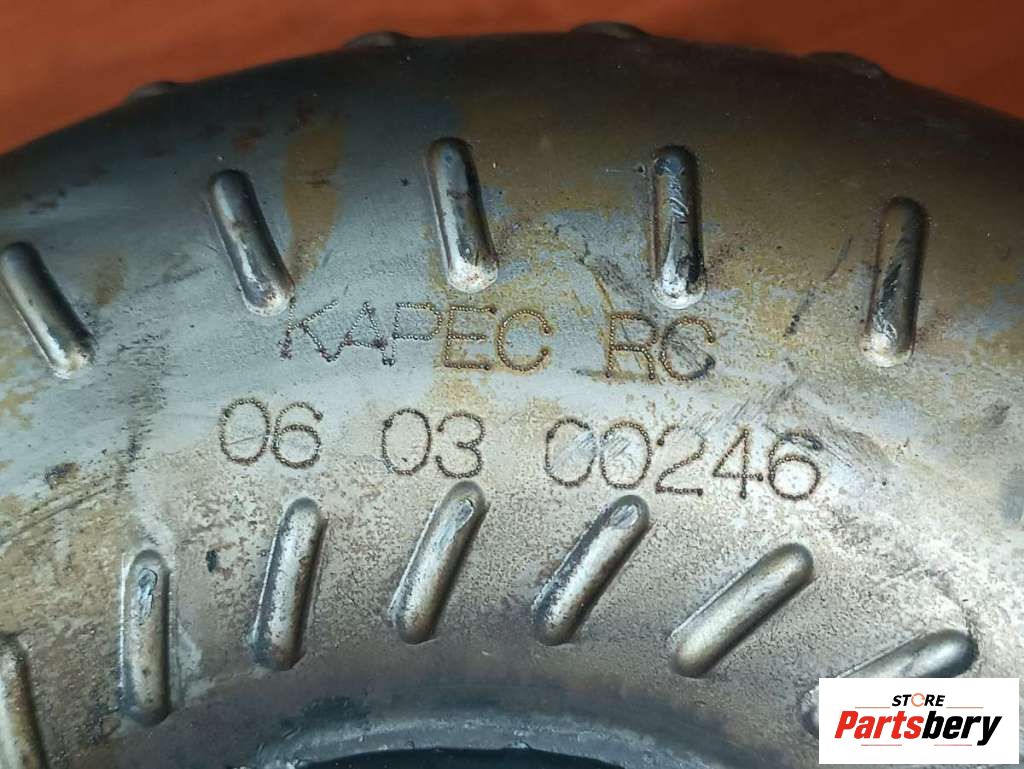 KAPEC RC
06 03 00246
STORE
Partsbery